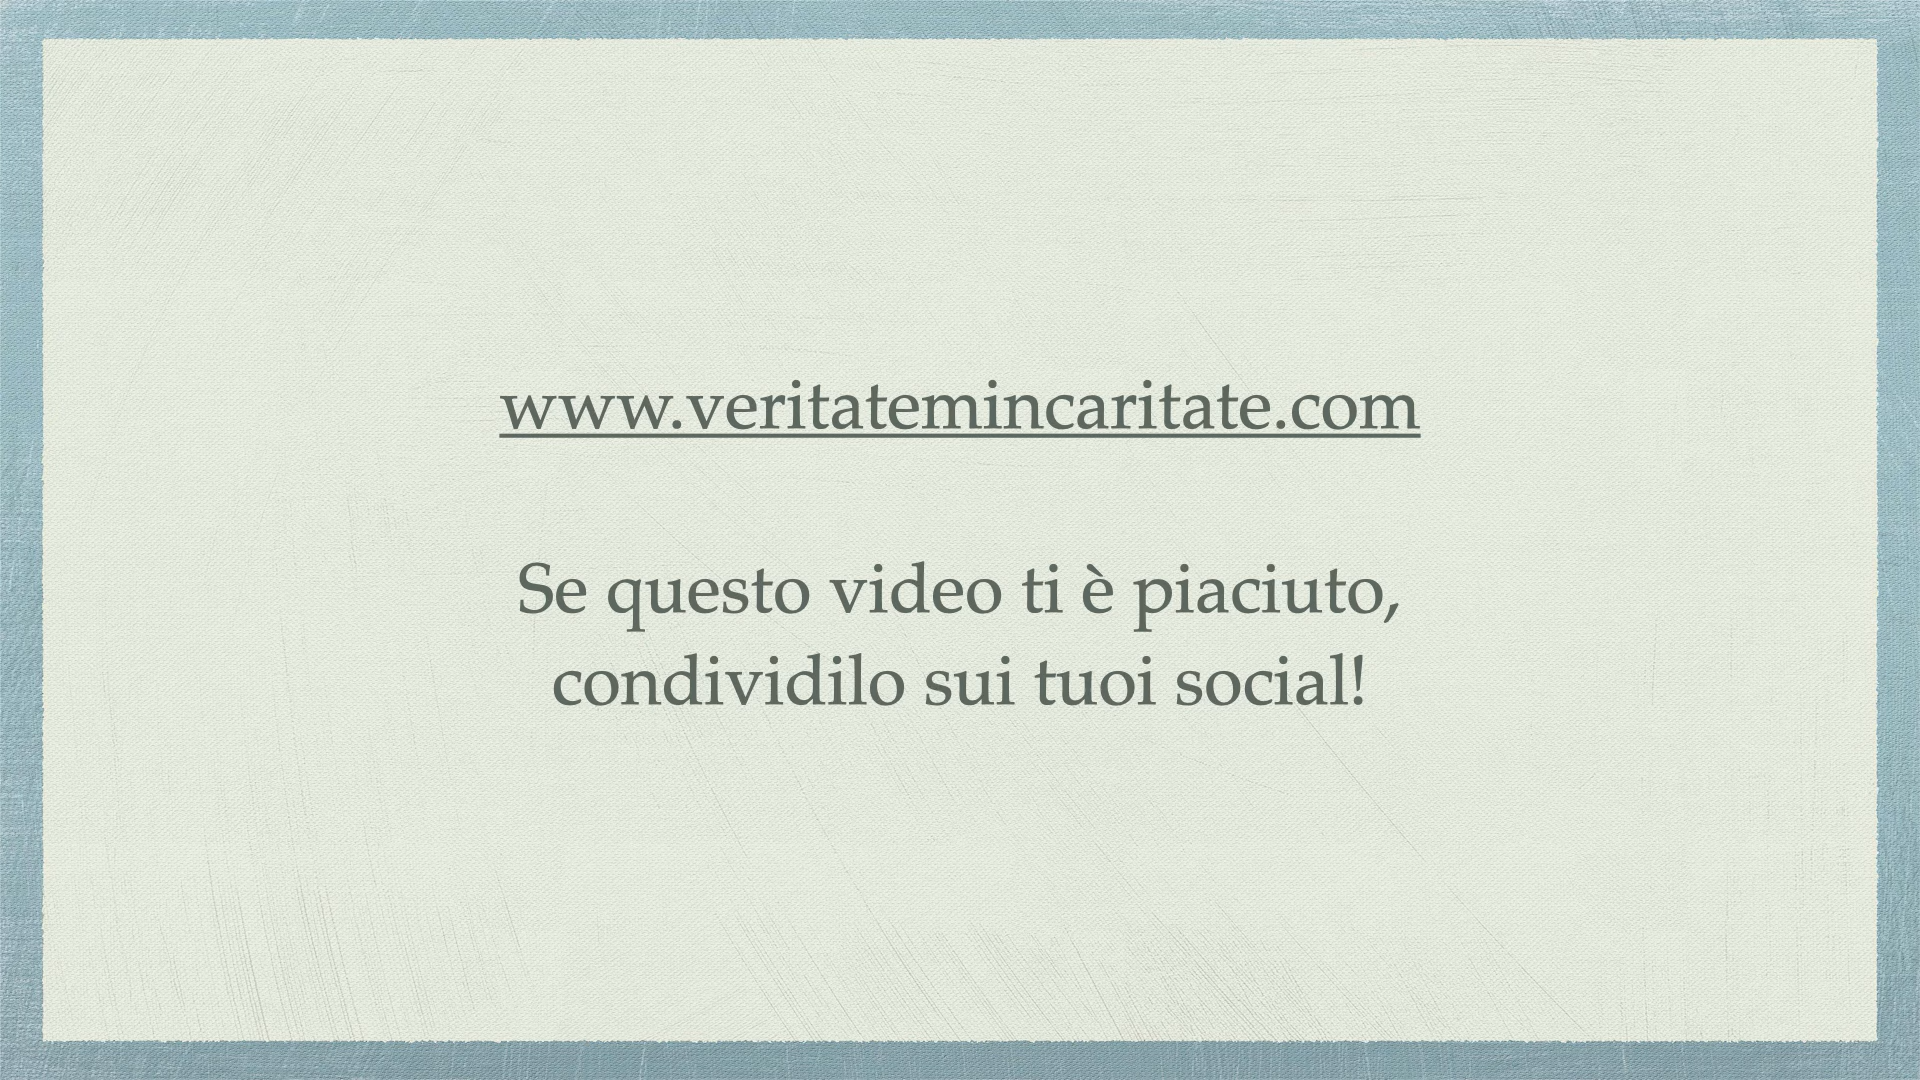 www.veritatemincaritate.com
Se questo video ti è piaciuto,
condividilo sui tuoi social!